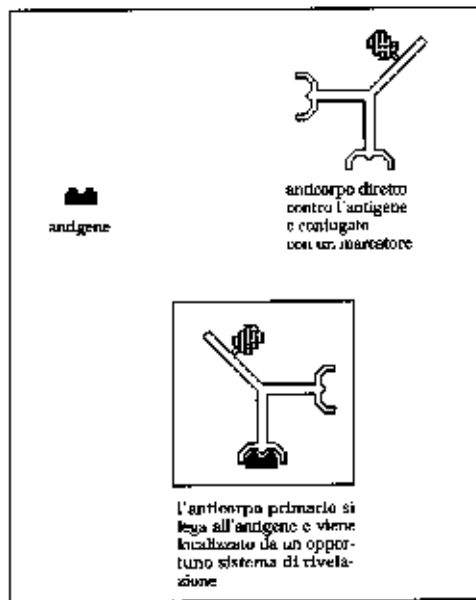 anticorpo diretto
contro l'antigene
e coniugato
con un marcatore
antigene
l'anticorpo primario si
lega all'antigene e viene
localizzato da un oppor-
tuno sistema di rivela-
zione